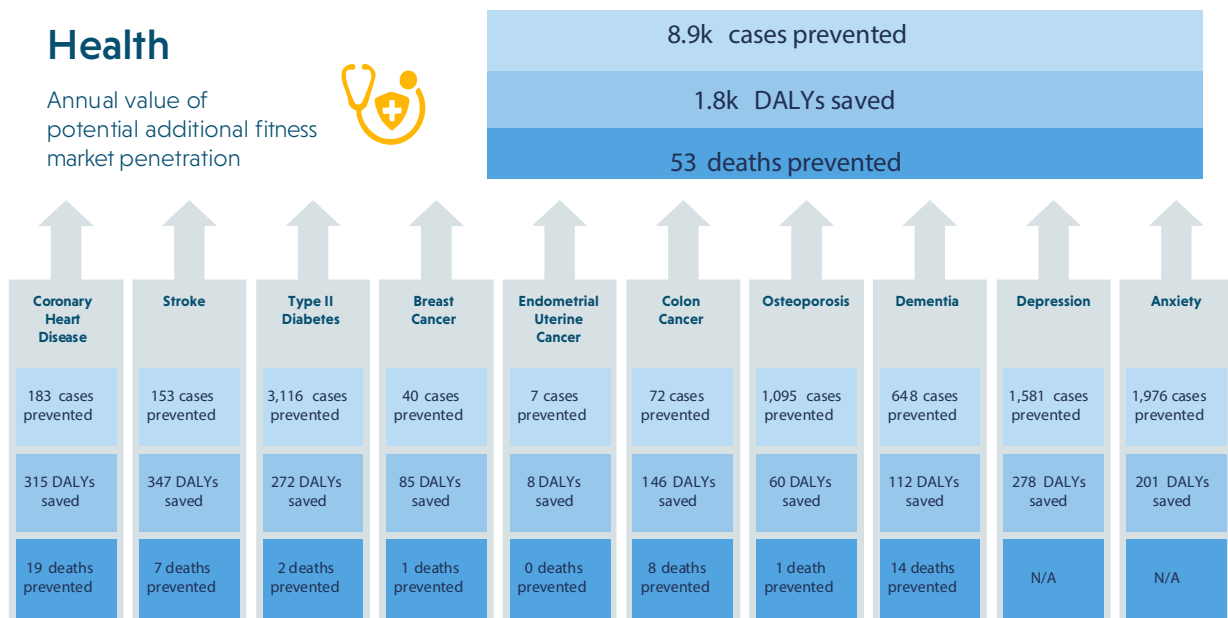 Health
Annual value of
potential additional fitness
market penetration
8.9k cases prevented
1.8k DALYs saved
53 deaths prevented
Coronary
Heart
Disease
183 cases
prevented
315 DALYs
saved
19 deaths
prevented
Stroke
153 cases
prevented
347 DALYs
saved
7 deaths
prevented
Type II
Diabetes
3,116 cases
prevented
272 DALYs
saved
2 deaths
prevented
Breast
Cancer
40 cases
prevented
85 DALYs
saved
1 deaths
prevented
Endometrial
Uterine
Cancer
7 cases
prevented
8 DALYs
saved
0 deaths
prevented
Colon
Cancer
72 cases
prevented
146 DALYs
saved
8 deaths
prevented
Osteoporosis
1,095 cases
prevented
60 DALYs
saved
1 death
prevented
Dementia
648 cases
prevented
112 DALYs
saved
14 deaths
prevented
Depression
1,581 cases
prevented
278 DALYs
saved
N/A
Anxiety
1,976 cases
prevented
201 DALYs
saved
N/A